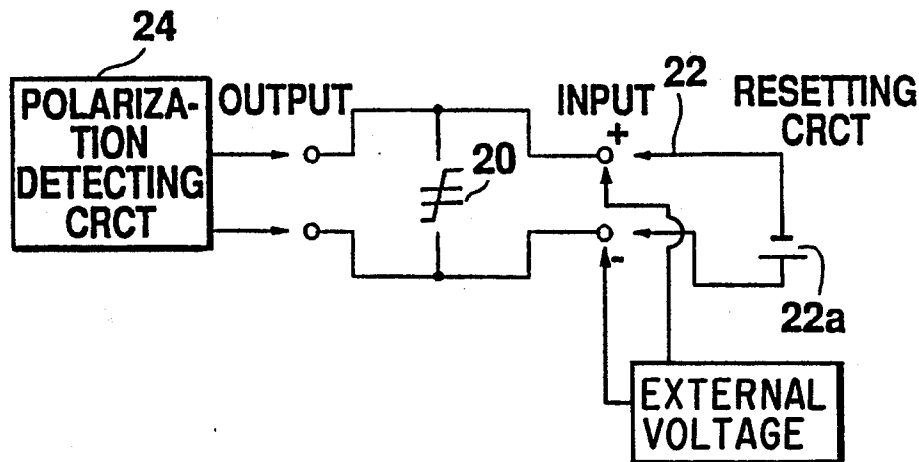 24
POLARIZA-
TION
DETECTING
CRCT
OUTPUT
20
INPUT
+
-
22
RESETTING
CRCT
22a
EXTERNAL
VOLTAGE